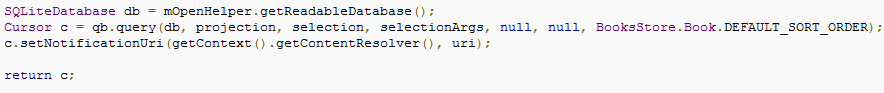 SQLiteDatabase db = mOpenHelper.getReadableDatabase();
Cursor c = qb.query(db, projection, selection, selectionArgs, null, null, BooksStore.Book.DEFAULT_SORT_ORDER);
c.setNotificationUri(getContext().getContentResolver(), uri);
return c;